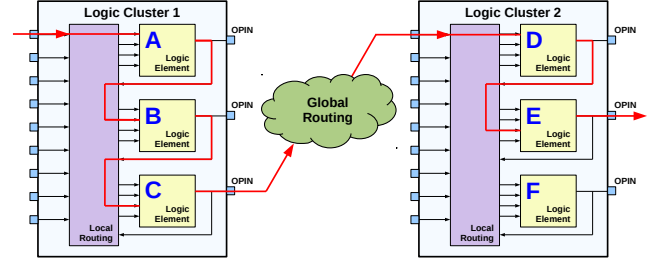 Logic Cluster 1
A
Logic
Element
OPIN
B
Logic
Element
OPIN
C
Logic
Element
OPIN
Local
Routing
Global
Routing
Logic Cluster 2
D
Logic
Element
OPIN
E
Logic
Element
OPIN
F
Logic
Element
OPIN
Local
Routing